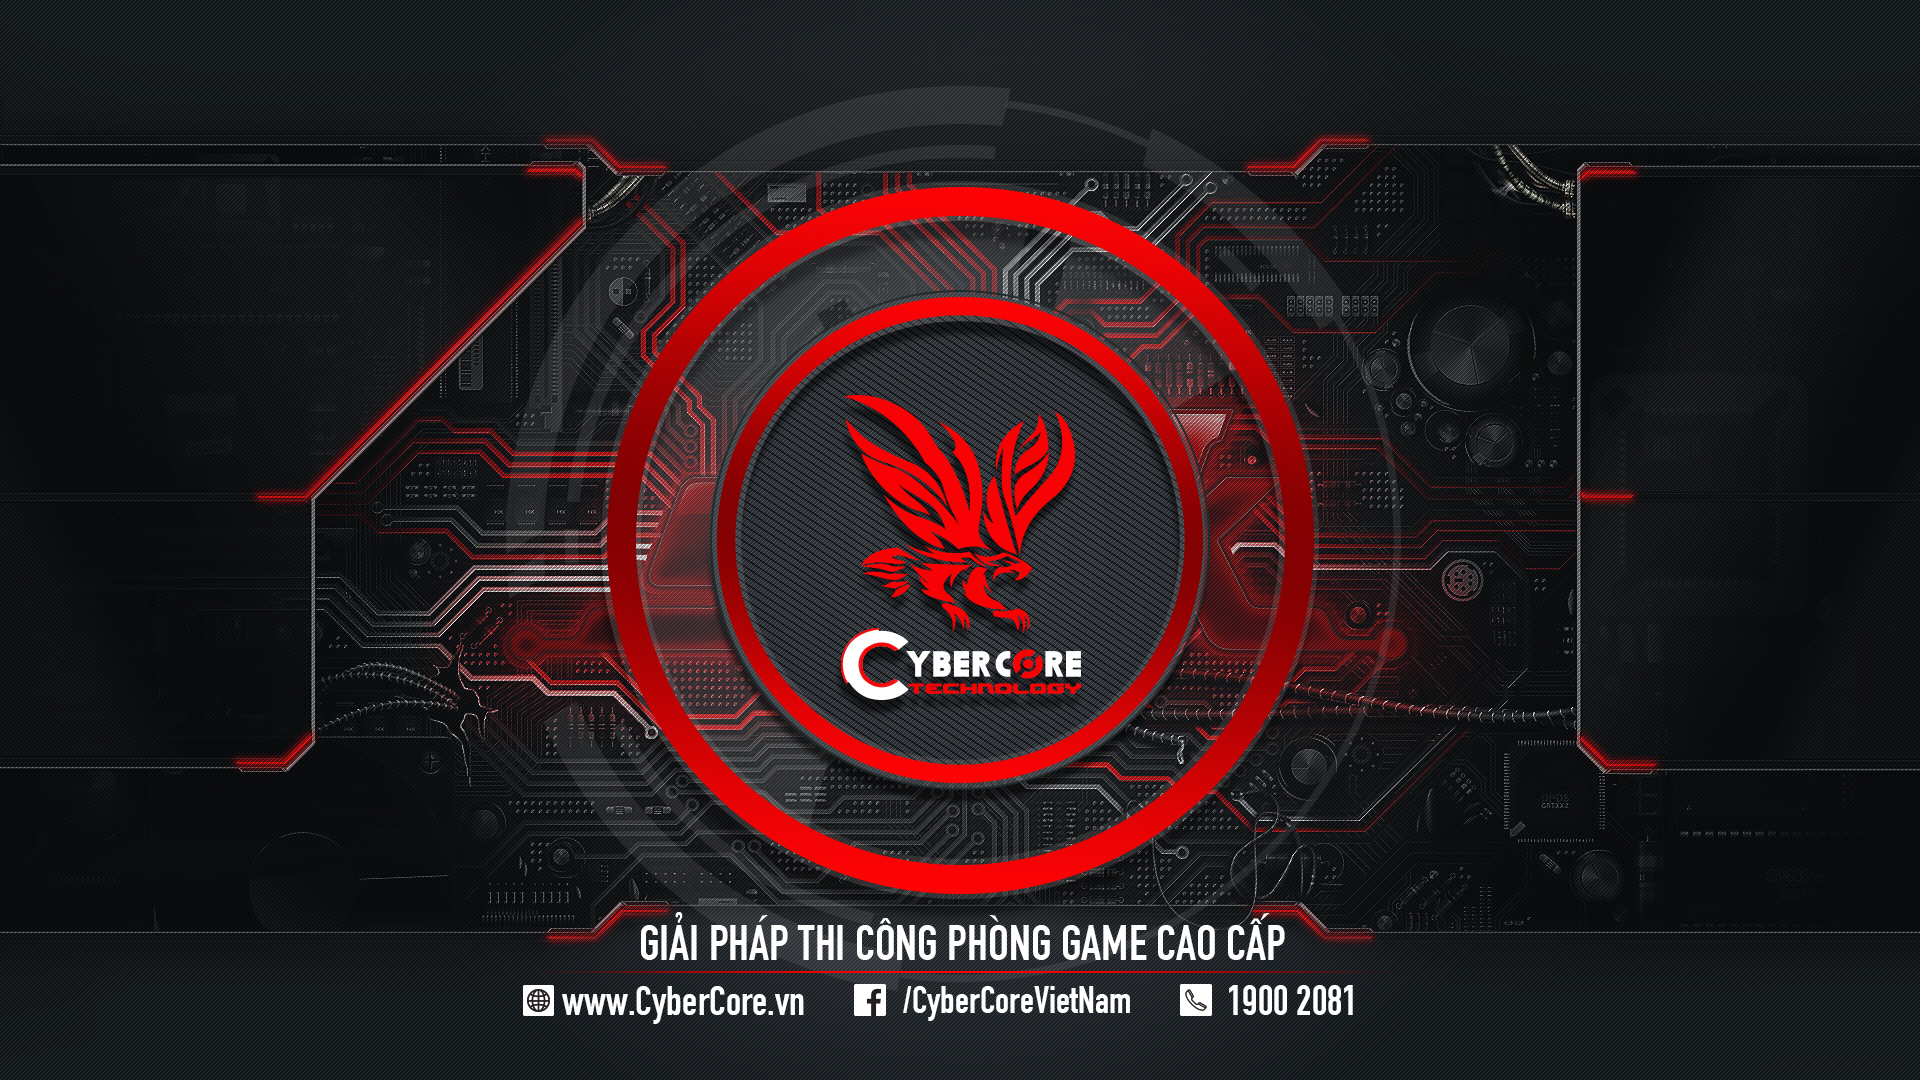 CYBERCORE
TECHNOLOGY
GIẢI PHÁP THI CÔNG PHÒNG GAME CAO CẤP
www.CyberCore.vn /CyberCoreVietNam 1900 2081